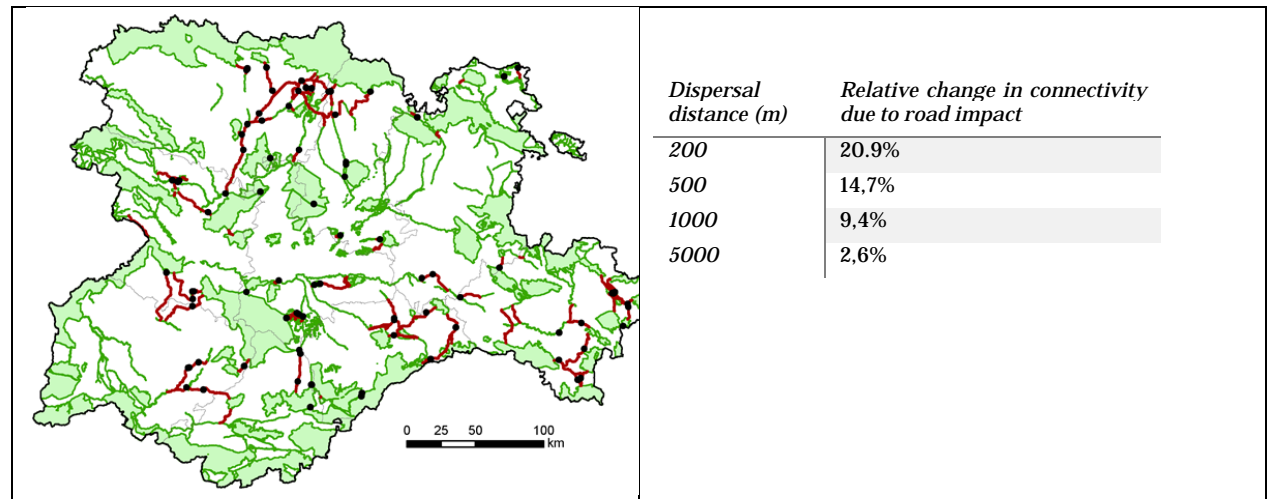 Dispersal
distance (m)
Relative change in connectivity
due to road impact
200
20.9%
500
14,7%
1000
9,4%
5000
2,6%
0 25 50 100
km